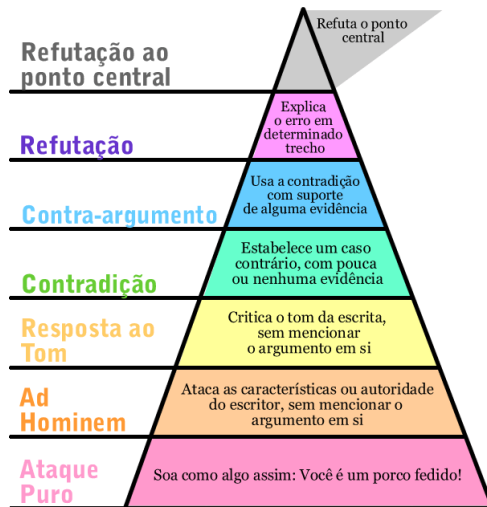 Refutação ao
ponto central
Refuta o ponto
central
Refutação
Explica
o erro em
determinado
trecho
Contra-argumento
Usa a contradição
com suporte
de alguma evidência
Contradição
Estabelece um caso
contrário, com pouca
ou nenhuma evidência
Resposta ao
Tom
Critica o tom da escrita,
sem mencionar
o argumento em si
Ad
Hominem
Ataca as características ou autoridade
do escritor, sem mencionar o
argumento em si
Ataque
Puro
Soa como algo assim: Você é um porco fedido!